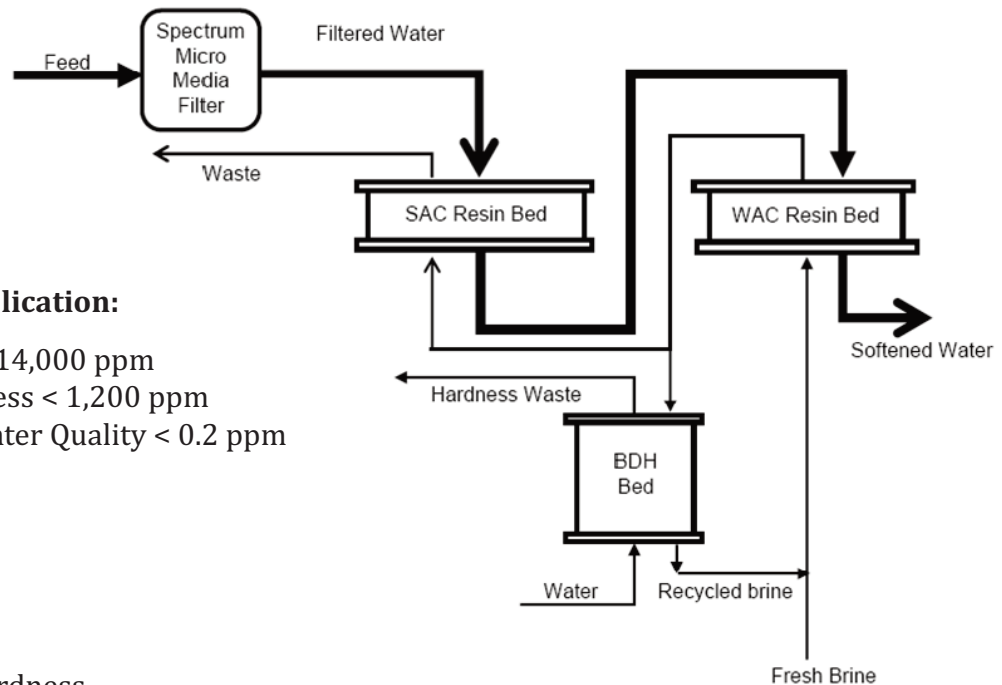 Spectrum
Micro
Media
Filter
Feed
Filtered Water
Waste
SAC Resin Bed
WAC Resin Bed
lication:
14,000 ppm
ess < 1,200 ppm
ater Quality < 0.2 ppm
Softened Water
Hardness Waste
BDH
Bed
Water
Recycled brine
Fresh Brine